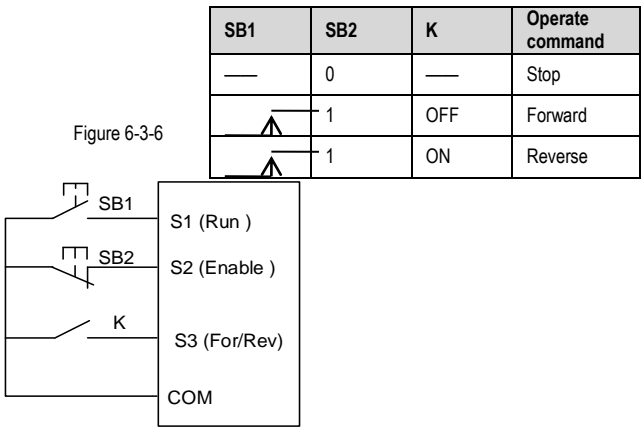 SB1 SB2 K Operate command
—— 0 —— Stop
1 OFF Forward
1 ON Reverse
Figure 6-3-6
SB1
S1 (Run )
SB2
S2 (Enable )
K
S3 (For/Rev)
COM